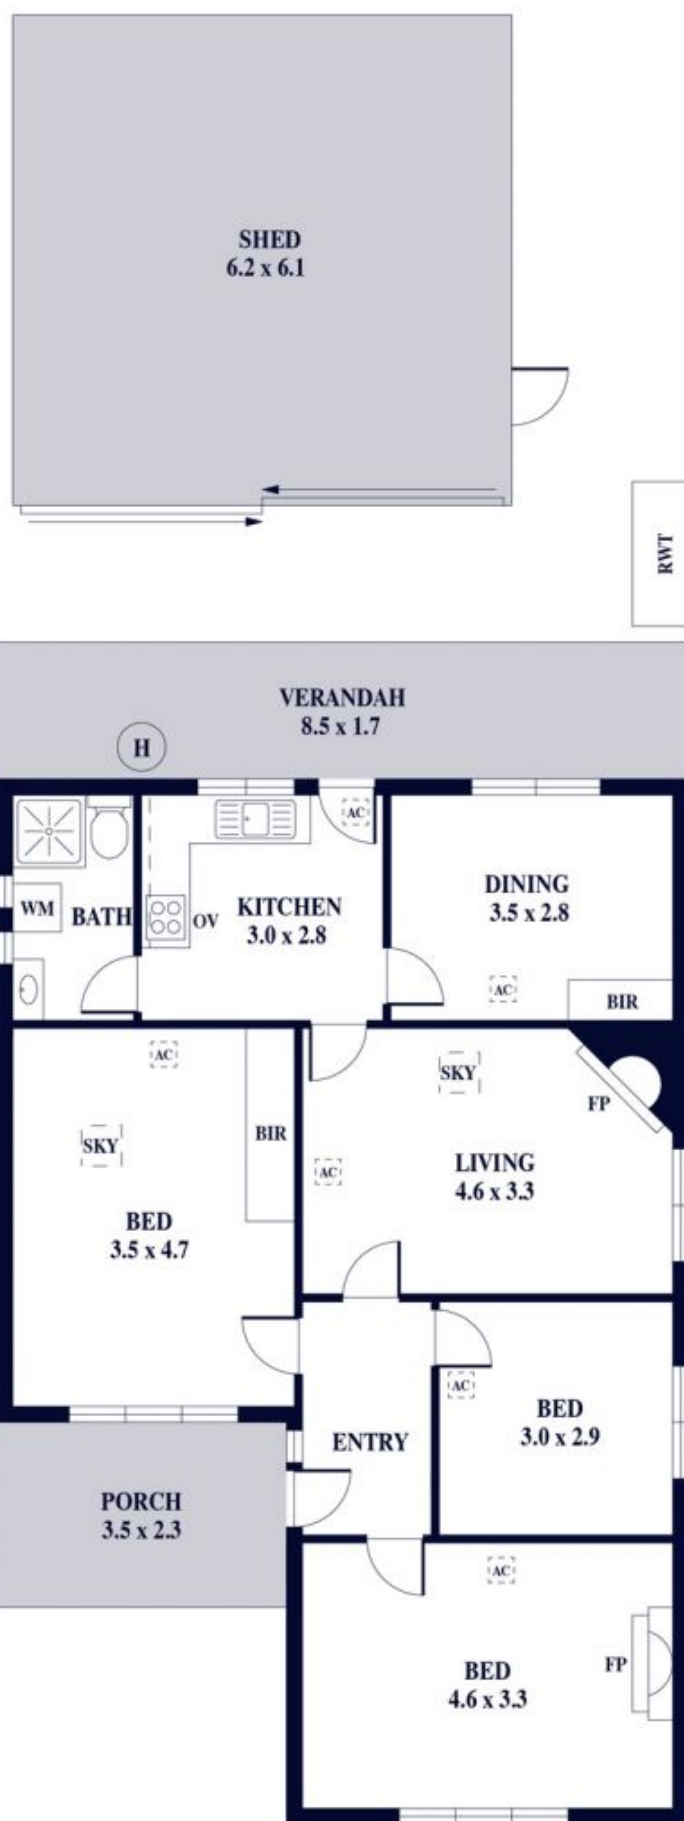 SHED
6.2 x 6.1
RWT
VERANDAH
8.5 x 1.7
H
AC
WM
BATH
OV
KITCHEN
3.0 x 2.8
DINING
3.5 x 2.8
AC
BIR
AC
SKY
BIR
BED
3.5 x 4.7
SKY
FP
AC
LIVING
4.6 x 3.3
AC
BED
3.0 x 2.9
ENTRY
PORCH
3.5 x 2.3
AC
BED
4.6 x 3.3
FP